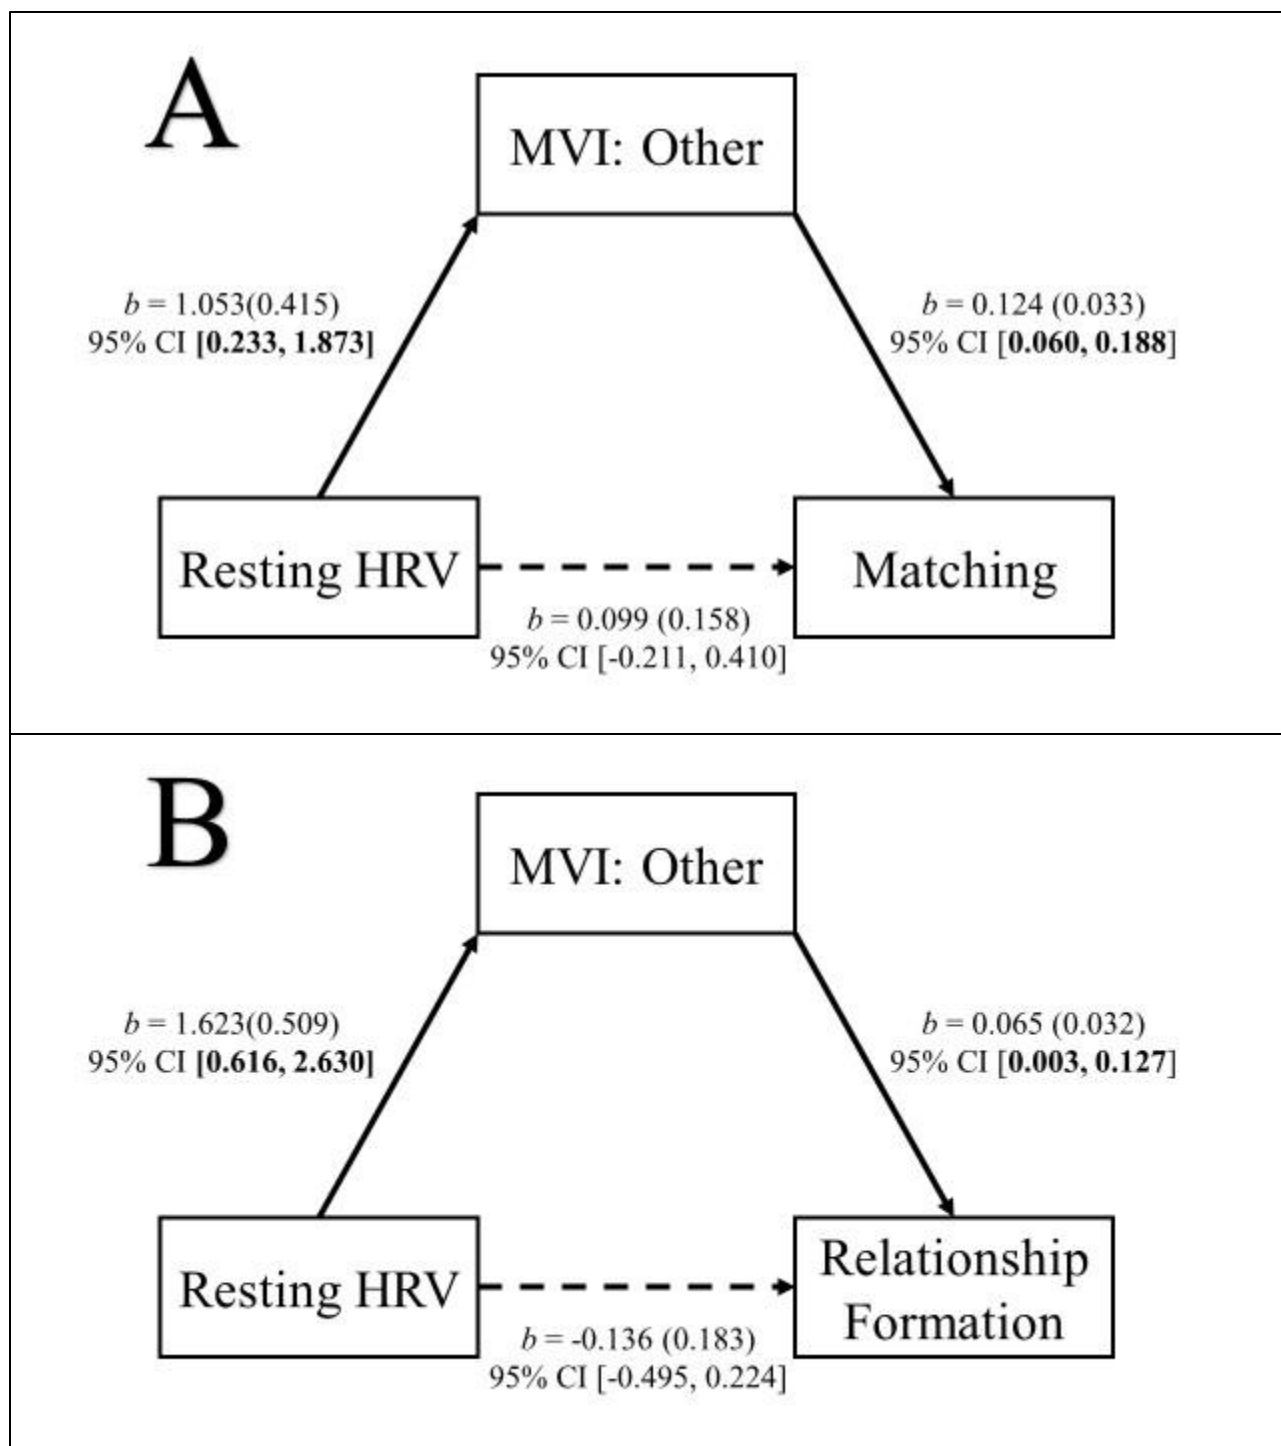 A
MVI: Other
b = 1.053(0.415)
95% CI [0.233, 1.873]
b = 0.124 (0.033)
95% CI [0.060, 0.188]
Resting HRV
Matching
b = 0.099 (0.158)
95% CI [-0.211, 0.410]
B
MVI: Other
b = 1.623(0.509)
95% CI [0.616, 2.630]
b = 0.065 (0.032)
95% CI [0.003, 0.127]
Resting HRV
Relationship
Formation
b = -0.136 (0.183)
95% CI [-0.495, 0.224]